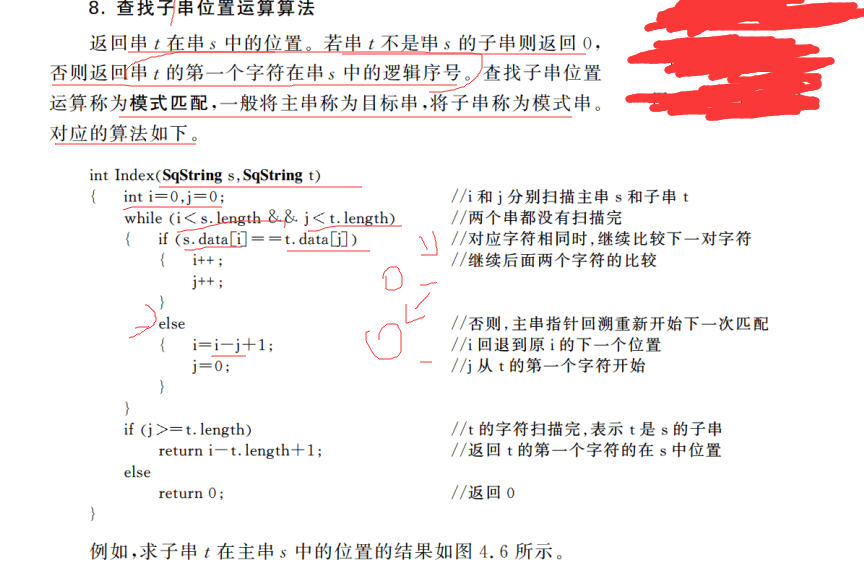 8. 查找子串位置运算算法
返回串 t 在串 s 中的位置。若串 t 不是串 s 的子串则返回 0,
否则返回串 t 的第一个字符在串 s 中的逻辑序号。查找子串位置
运算称为模式匹配,一般将主串称为目标串,将子串称为模式串。
对应的算法如下。
int Index(SqString s,SqString t)
{ int i=0,j=0; //i 和 j 分别扫描主串 s 和子串 t
while (i<s.length && j<t.length) //两个串都没有扫描完
{ if (s.data[i]==t.data[j]) //对应字符相同时,继续比较下一对字符
{ i++; //继续后面两个字符的比较
j++;
}
else //否则,主串指针回溯重新开始下一次匹配
{ i=i-j+1; //i 回退到原 i 的下一个位置
j=0; //j 从 t 的第一个字符开始
}
}
if (j>=t.length) //t 的字符扫描完,表示 t 是 s 的子串
return i-t.length+1; //返回 t 的第一个字符的在 s 中位置
else
return 0; //返回 0
}
例如,求子串 t 在主串 s 中的位置的结果如图 4.6 所示。